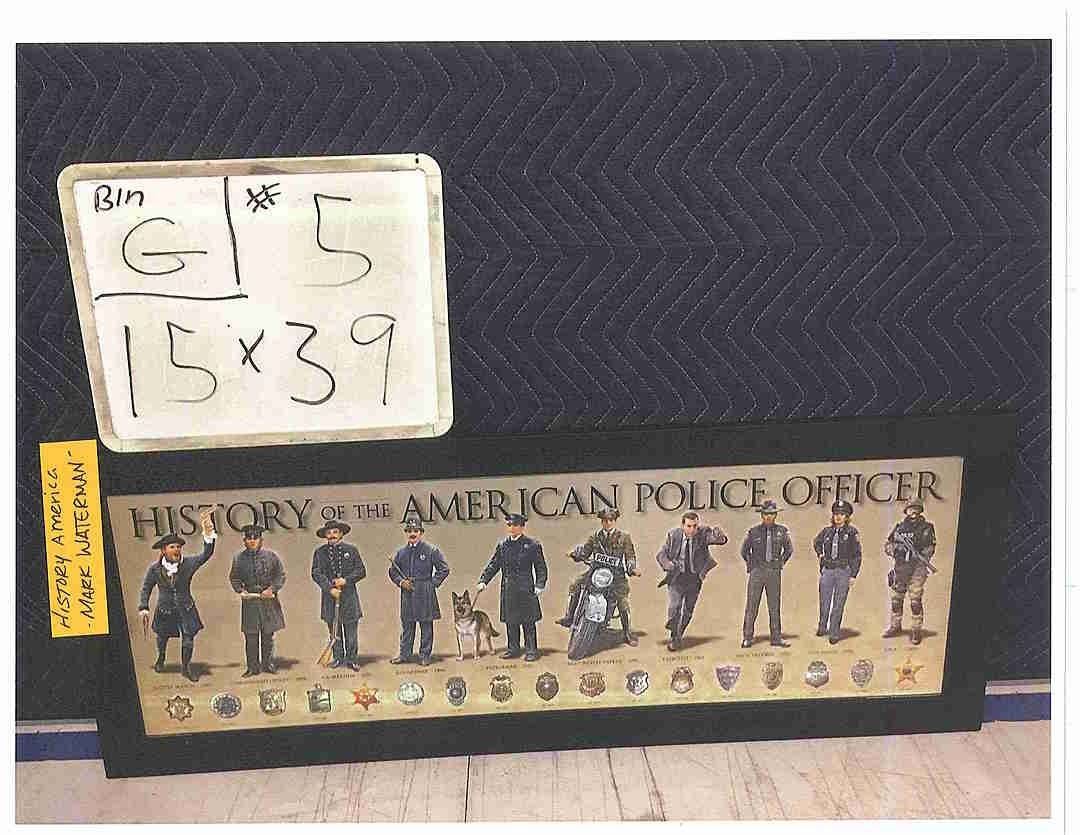 BIn
# 5
G
15 x 39
HISTORY America
- MARK WATERMAN -
HISTORY OF THE AMERICAN POLICE OFFICER
POLICE